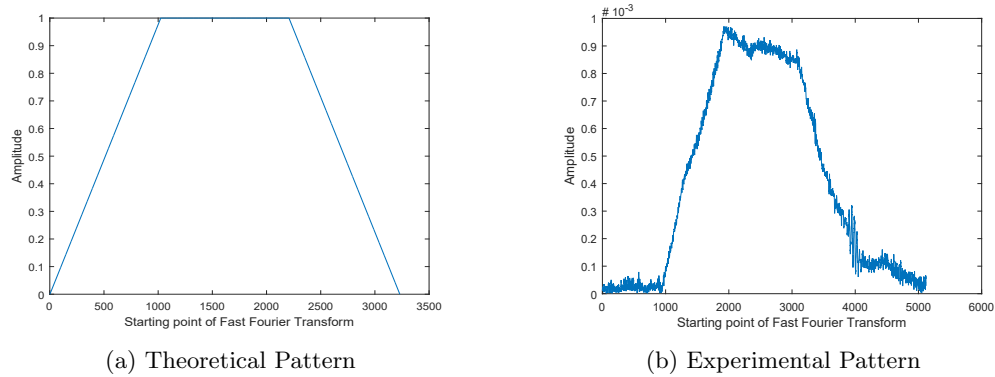 1
0.9
0.8
0.7
0.6
0.5
0.4
0.3
0.2
0.1
0
Amplitude
0 500 1000 1500 2000 2500 3000 3500
Starting point of Fast Fourier Transform
(a) Theoretical Pattern
# 10⁻³
1
0.9
0.8
0.7
0.6
0.5
0.4
0.3
0.2
0.1
0
Amplitude
0 1000 2000 3000 4000 5000 6000
Starting point of Fast Fourier Transform
(b) Experimental Pattern